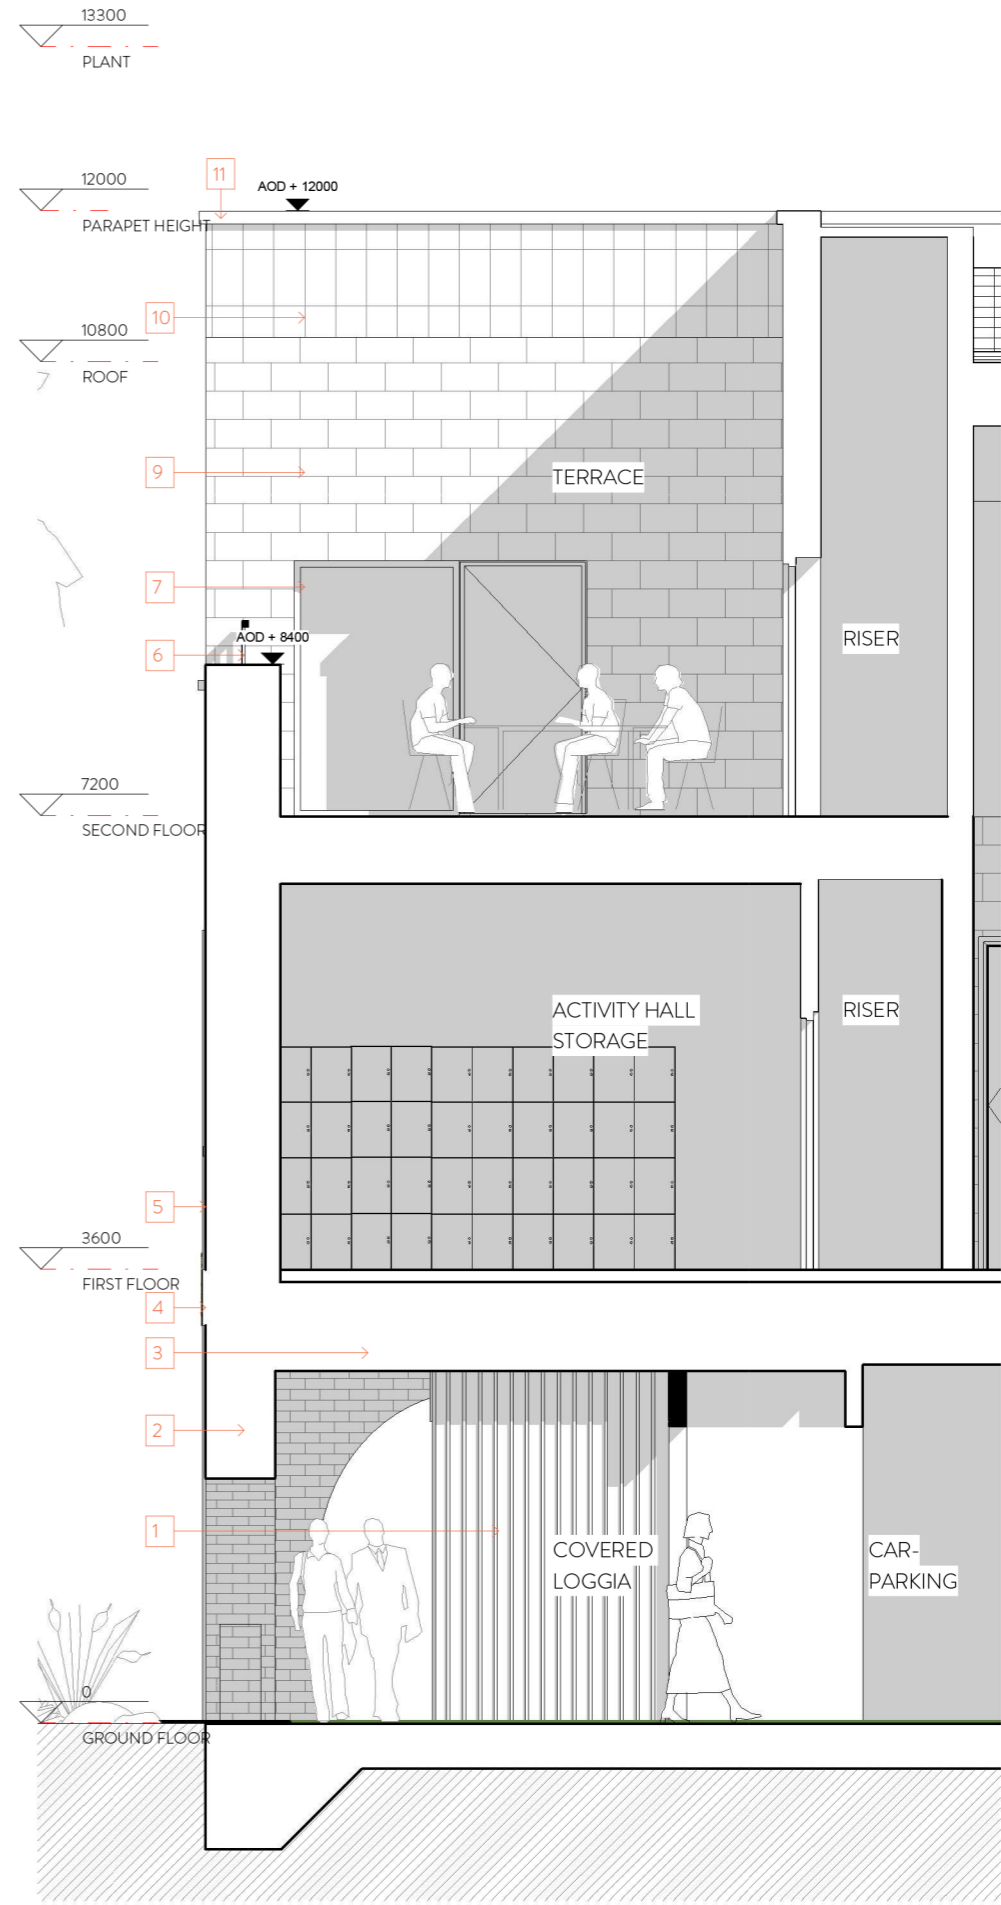 13300
PLANT
11
12000
AOD + 12000
PARAPET HEIGHT
10
10800
ROOF
9
TERRACE
7
AOD + 8400
RISER
6
7200
SECOND FLOOR
ACTIVITY HALL
STORAGE
RISER
5
3600
FIRST FLOOR
4
3
2
1
COVERED
LOGGIA
CAR-
PARKING
0
GROUND FLOOR